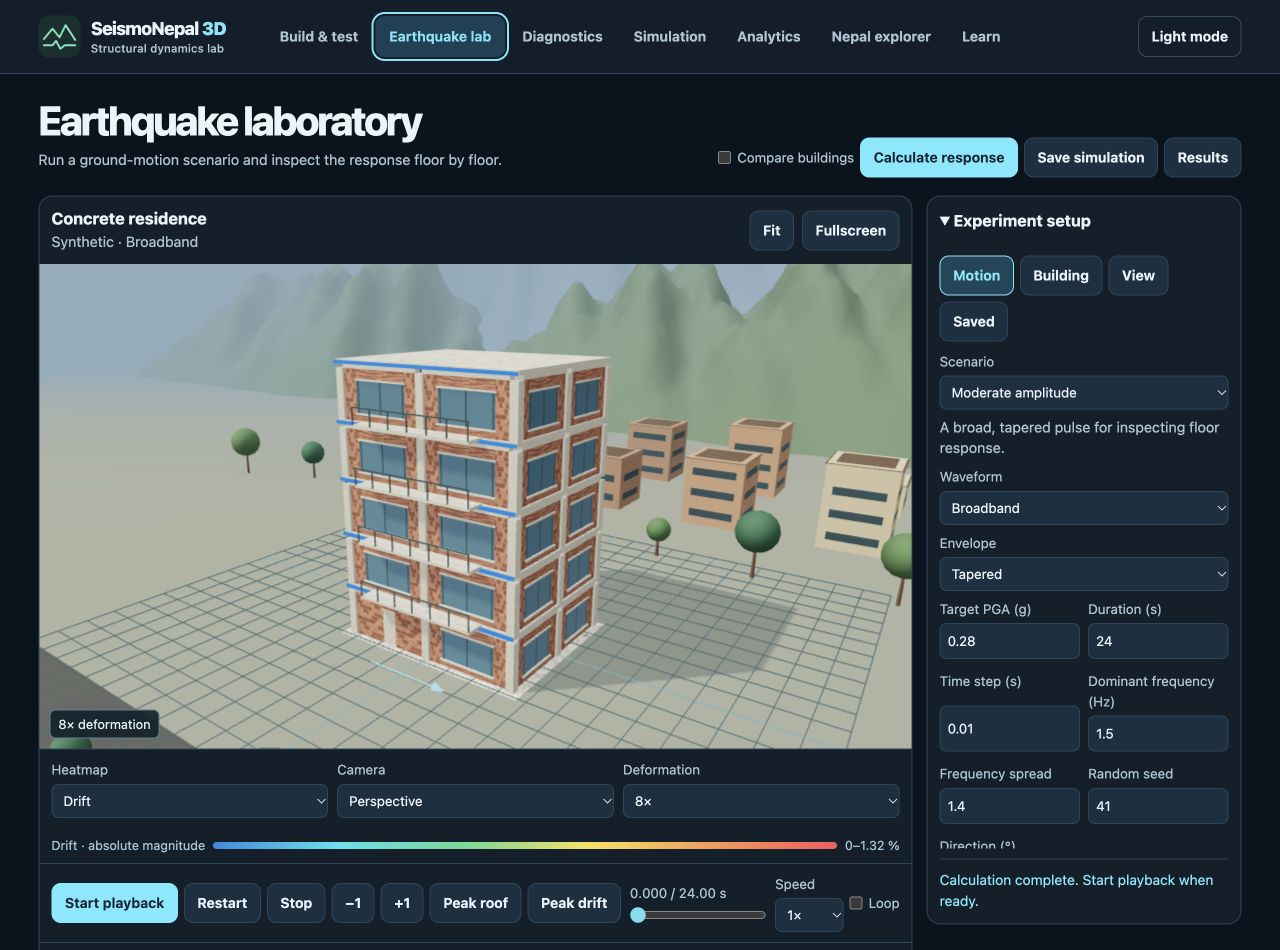 SeismoNepal 3D
Structural dynamics lab
Build & test
Earthquake lab
Diagnostics
Simulation
Analytics
Nepal explorer
Learn
Light mode
Earthquake laboratory
Run a ground-motion scenario and inspect the response floor by floor.
Compare buildings
Calculate response
Save simulation
Results
Concrete residence
Synthetic · Broadband
Fit
Fullscreen
8× deformation
Heatmap
Camera
Deformation
Drift
Perspective
8×
Drift · absolute magnitude
0–1.32 %
Start playback
Restart
Stop
−1
+1
Peak roof
Peak drift
0.000 / 24.00 s
Speed
1×
Loop
▼ Experiment setup
Motion
Building
View
Saved
Scenario
Moderate amplitude
A broad, tapered pulse for inspecting floor
response.
Waveform
Broadband
Envelope
Tapered
Target PGA (g)
Duration (s)
0.28
24
Time step (s)
Dominant frequency
(Hz)
0.01
1.5
Frequency spread
Random seed
1.4
41
Direction (°)
Calculation complete. Start playback when
ready.